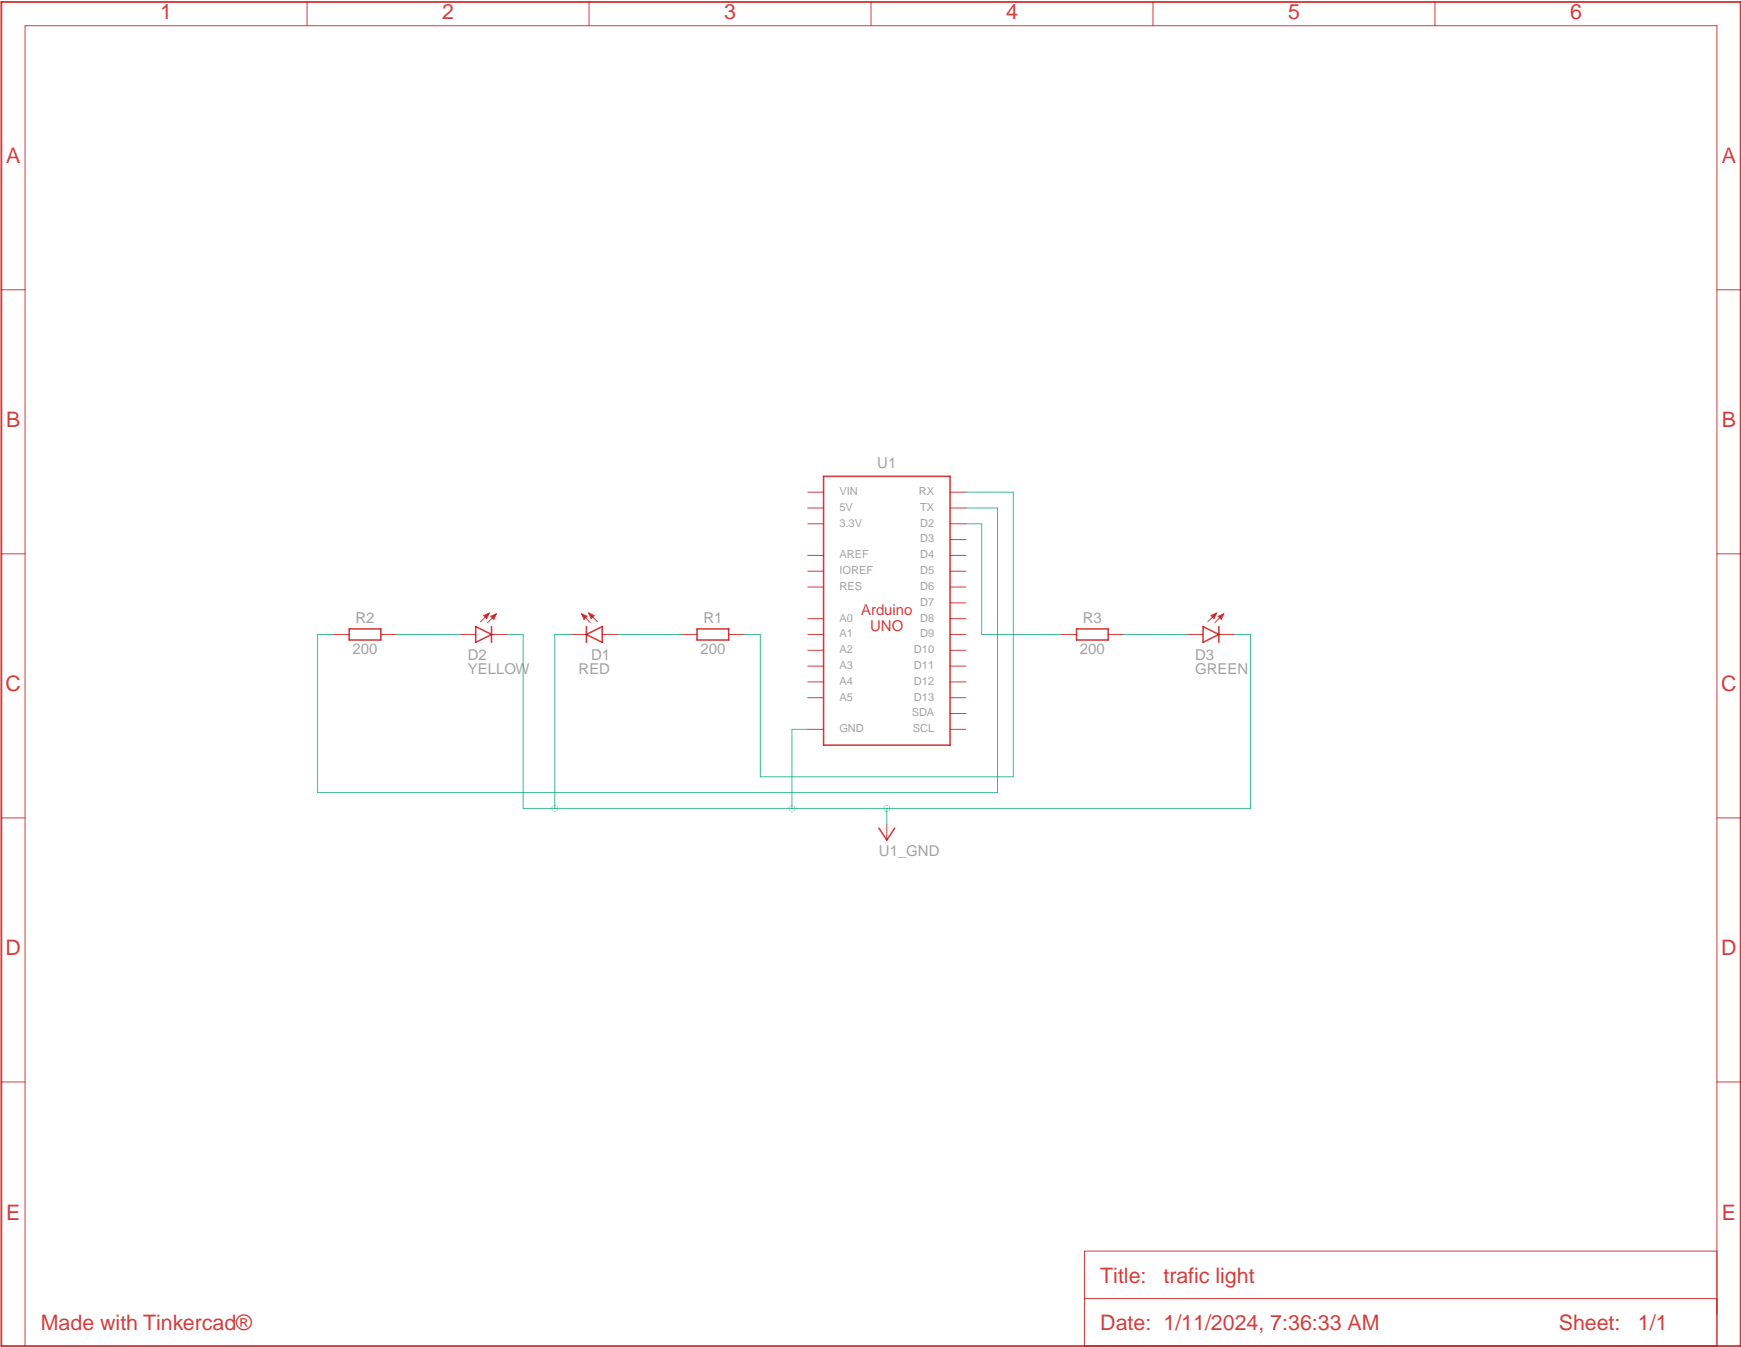 1 2 3 4 5 6
A A
B B
U1
VIN RX
5V TX
3.3V D2
D3
AREF D4
IOREF D5
RES D6
D7
Arduino
UNO
A0 D8
A1 D9
A2 D10
A3 D11
A4 D12
A5 D13
SDA
GND SCL
R2
200
D2
YELLOW
D1
RED
R1
200
R3
200
D3
GREEN
C C
U1_GND
D D
E E
Title: trafic light
Made with Tinkercad®
Date: 1/11/2024, 7:36:33 AM Sheet: 1/1